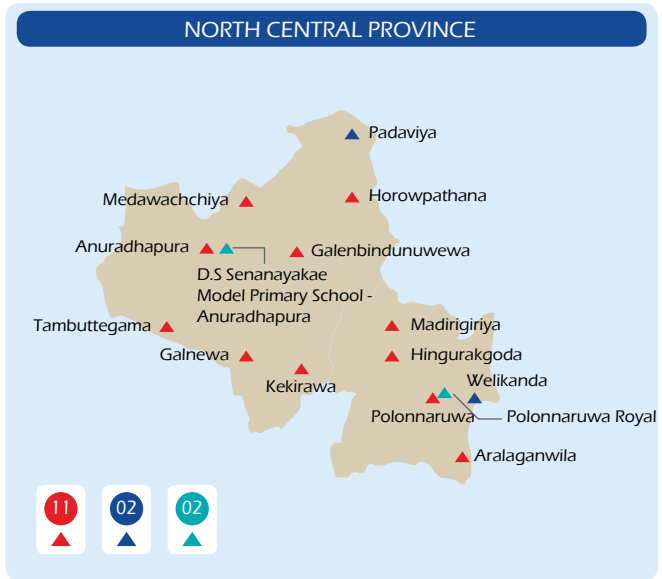 NORTH CENTRAL PROVINCE
Padaviya
Medawachchiya
Horowpathana
Anuradhapura
Galenbindunuwewa
D.S Senanayakae
Model Primary School -
Anuradhapura
Tambuttegama
Madirigiriya
Galnewa
Hingurakgoda
Kekirawa
Welikanda
Polonnaruwa
Polonnaruwa Royal
Aralaganwila
11
02
02